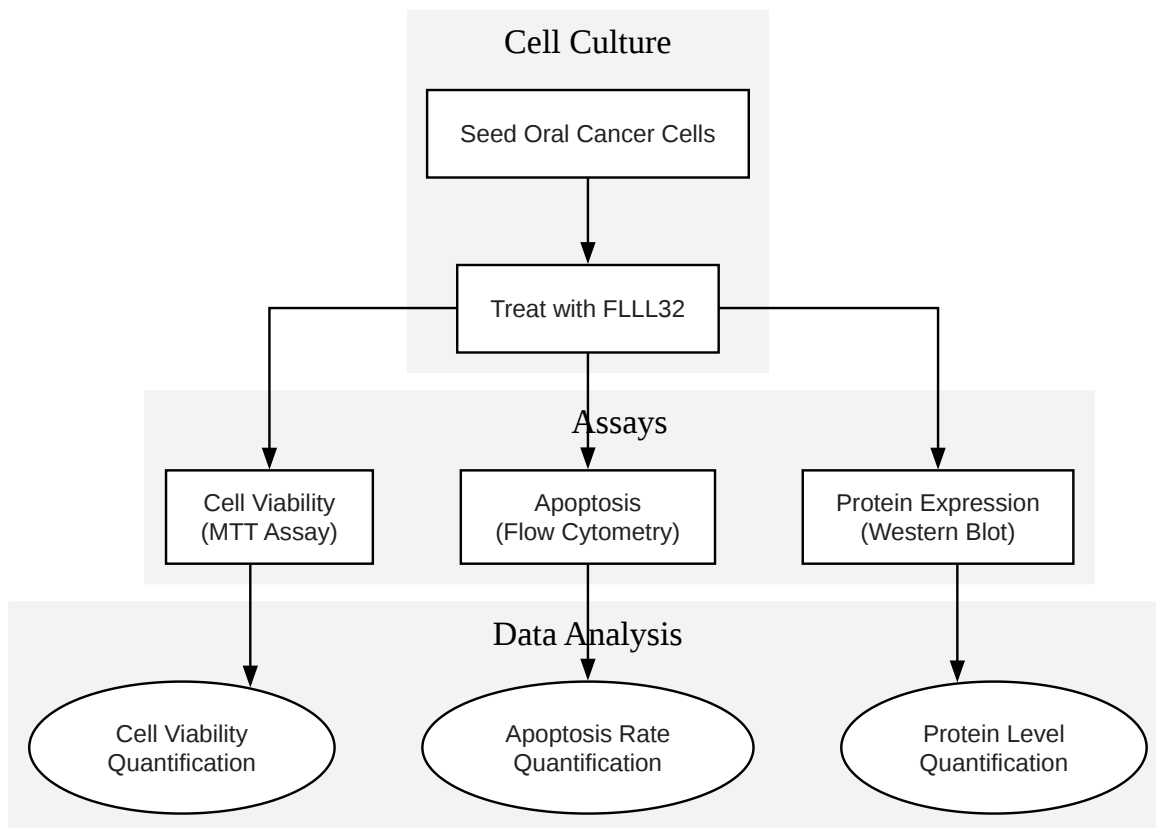 Cell Culture
Seed Oral Cancer Cells
Treat with FLLL32
Assays
Cell Viability
(MTT Assay)
Apoptosis
(Flow Cytometry)
Protein Expression
(Western Blot)
Data Analysis
Cell Viability
Quantification
Apoptosis Rate
Quantification
Protein Level
Quantification